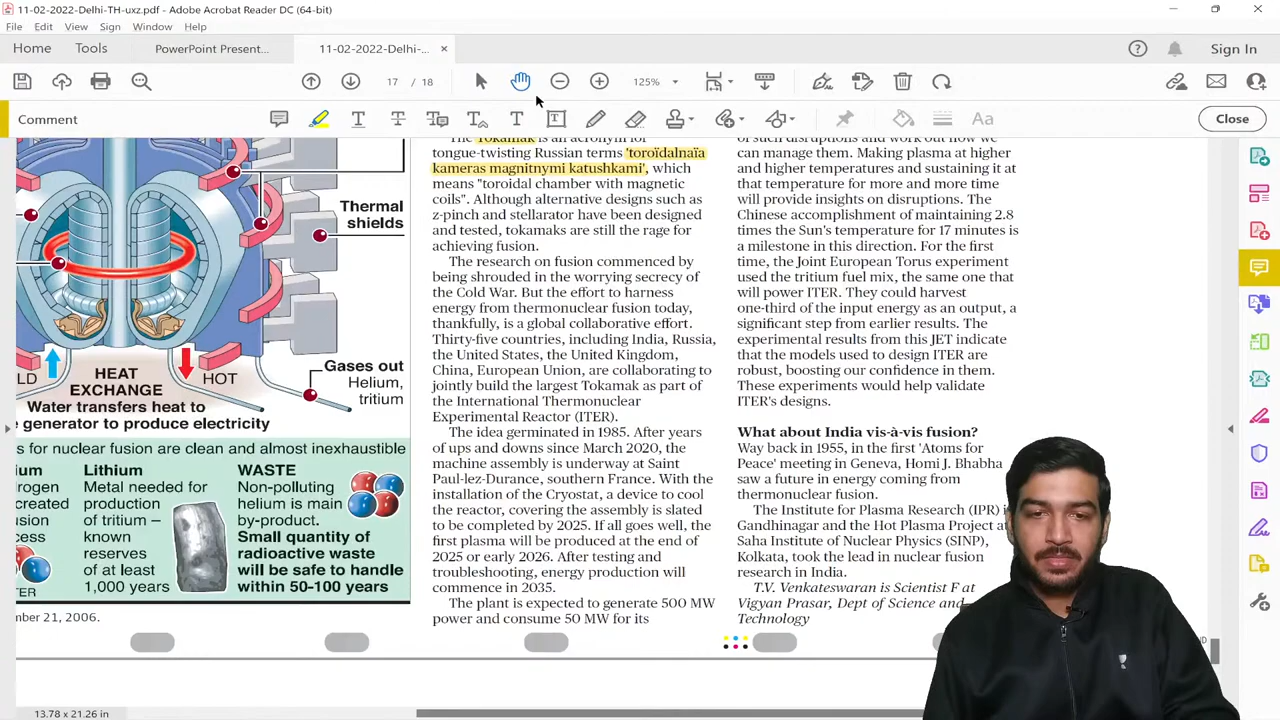 11-02-2022-Delhi-TH-uxz.pdf - Adobe Acrobat Reader DC (64-bit)
File Edit View Sign Window Help
Home Tools PowerPoint Present... 11-02-2022-Delhi-... × Sign In
17 / 18 125%
Comment Close
Thermal
shields
Gases out
Helium,
tritium
HEAT
EXCHANGE
HOT
Water transfers heat to
generator to produce electricity
s for nuclear fusion are clean and almost inexhaustible
Lithium
Metal needed for
production
of tritium –
known
reserves
of at least
1,000 years
WASTE
Non-polluting
helium is main
by-product.
Small quantity of
radioactive waste
will be safe to handle
within 50-100 years
mber 21, 2006.
The 'Tokamak' is an acronym for
tongue-twisting Russian terms 'toroïdalnaïa
kameras magnitnymi katushkami', which
means "toroidal chamber with magnetic
coils". Although alternative designs such as
z-pinch and stellarator have been designed
and tested, tokamaks are still the rage for
achieving fusion.
The research on fusion commenced by
being shrouded in the worrying secrecy of
the Cold War. But the effort to harness
energy from thermonuclear fusion today,
thankfully, is a global collaborative effort.
Thirty-five countries, including India, Russia,
the United States, the United Kingdom,
China, European Union, are collaborating to
jointly build the largest Tokamak as part of
the International Thermonuclear
Experimental Reactor (ITER).
The idea germinated in 1985. After years
of ups and downs since March 2020, the
machine assembly is underway at Saint
Paul-lez-Durance, southern France. With the
installation of the Cryostat, a device to cool
the reactor, covering the assembly is slated
to be completed by 2025. If all goes well, the
first plasma will be produced at the end of
2025 or early 2026. After testing and
troubleshooting, energy production will
commence in 2035.
The plant is expected to generate 500 MW
power and consume 50 MW for its
of such disruptions and work out how we
can manage them. Making plasma at higher
and higher temperatures and sustaining it at
that temperature for more and more time
will provide insights on disruptions. The
Chinese accomplishment of maintaining 2.8
times the Sun's temperature for 17 minutes is
a milestone in this direction. For the first
time, the Joint European Torus experiment
used the tritium fuel mix, the same one that
will power ITER. They could harvest
one-third of the input energy as an output, a
significant step from earlier results. The
experimental results from this JET indicate
that the models used to design ITER are
robust, boosting our confidence in them.
These experiments would help validate
ITER's designs.
What about India vis-à-vis fusion?
Way back in 1955, in the first 'Atoms for
Peace' meeting in Geneva, Homi J. Bhabha
saw a future in energy coming from
thermonuclear fusion.
The Institute for Plasma Research (IPR)
Gandhinagar and the Hot Plasma Project at
Saha Institute of Nuclear Physics (SINP),
Kolkata, took the lead in nuclear fusion
research in India.
T.V. Venkateswaran is Scientist F at
Vigyan Prasar, Dept of Science and
Technology
13.78 x 21.26 in